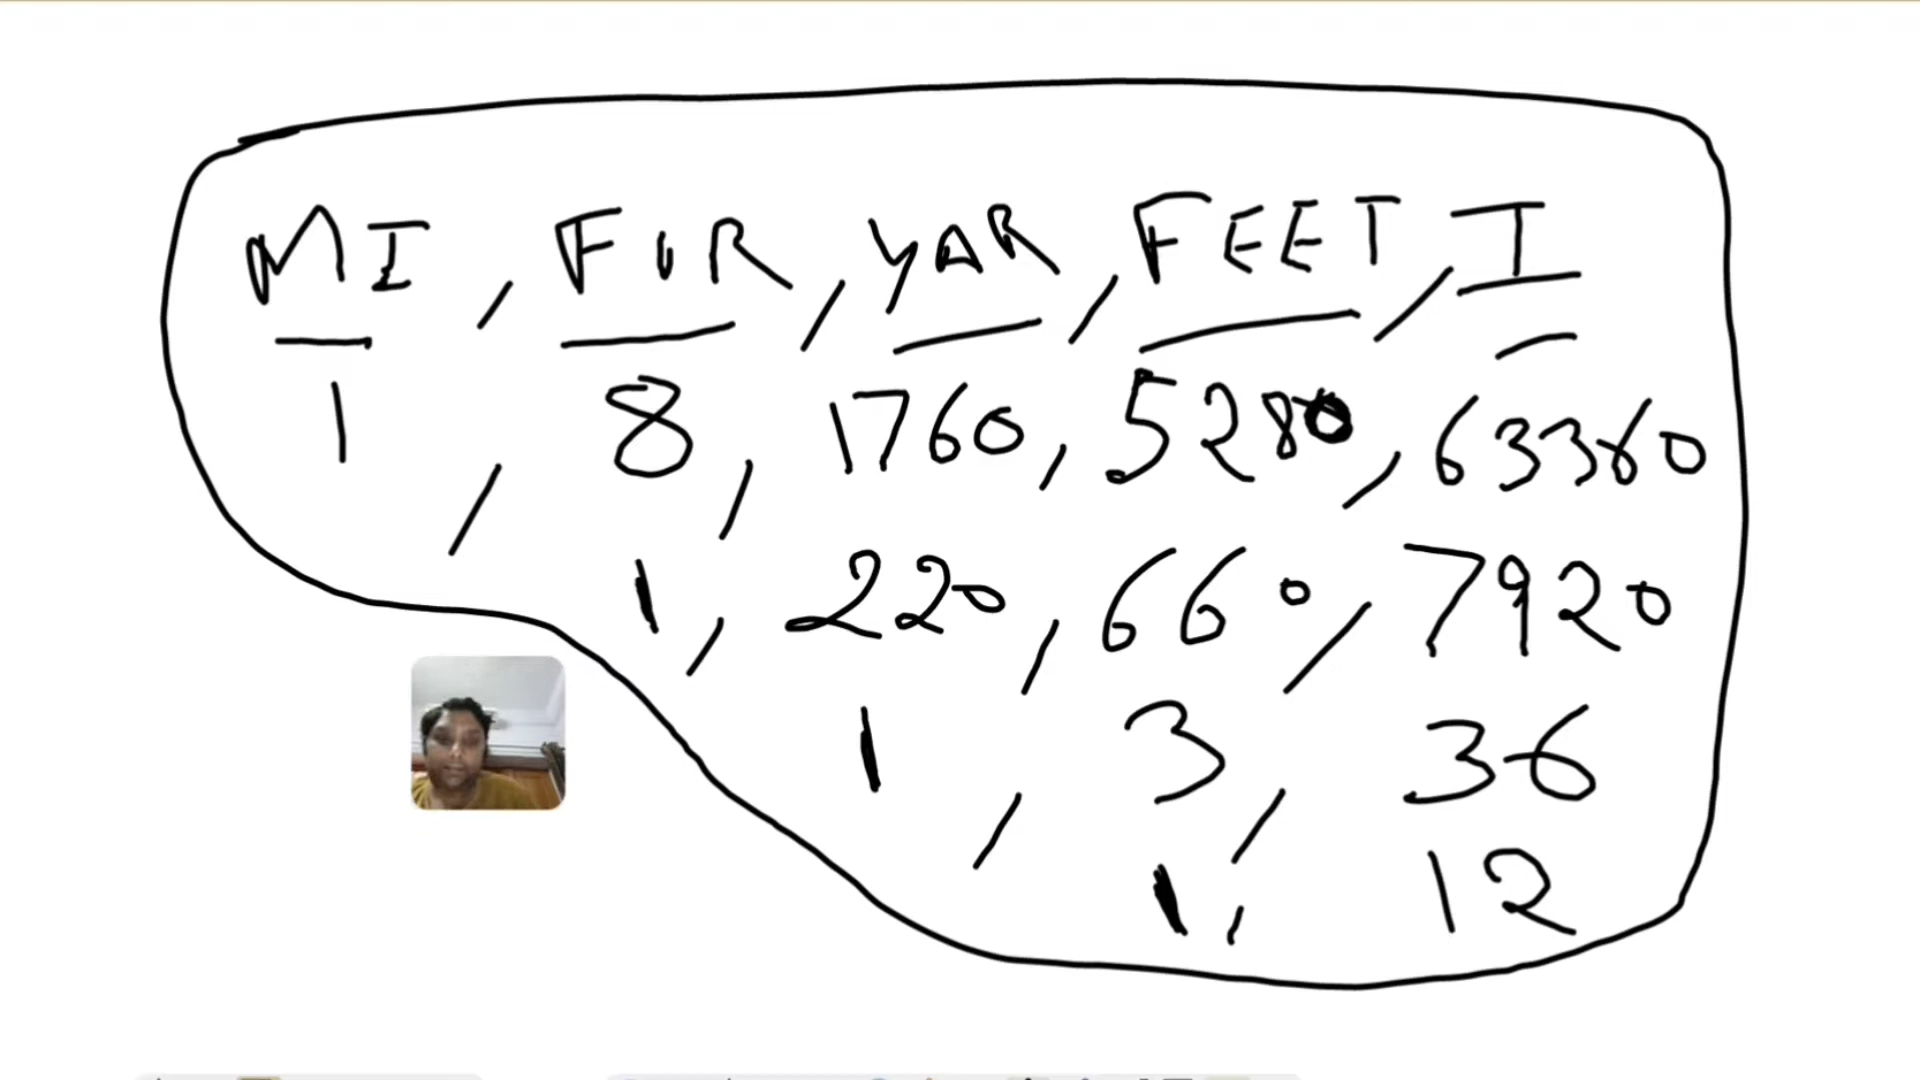 MI, FUR, YAR, FEET, I
1, 8, 1760, 5280, 63360
1, 220, 660, 7920
1, 3, 36
1, 12